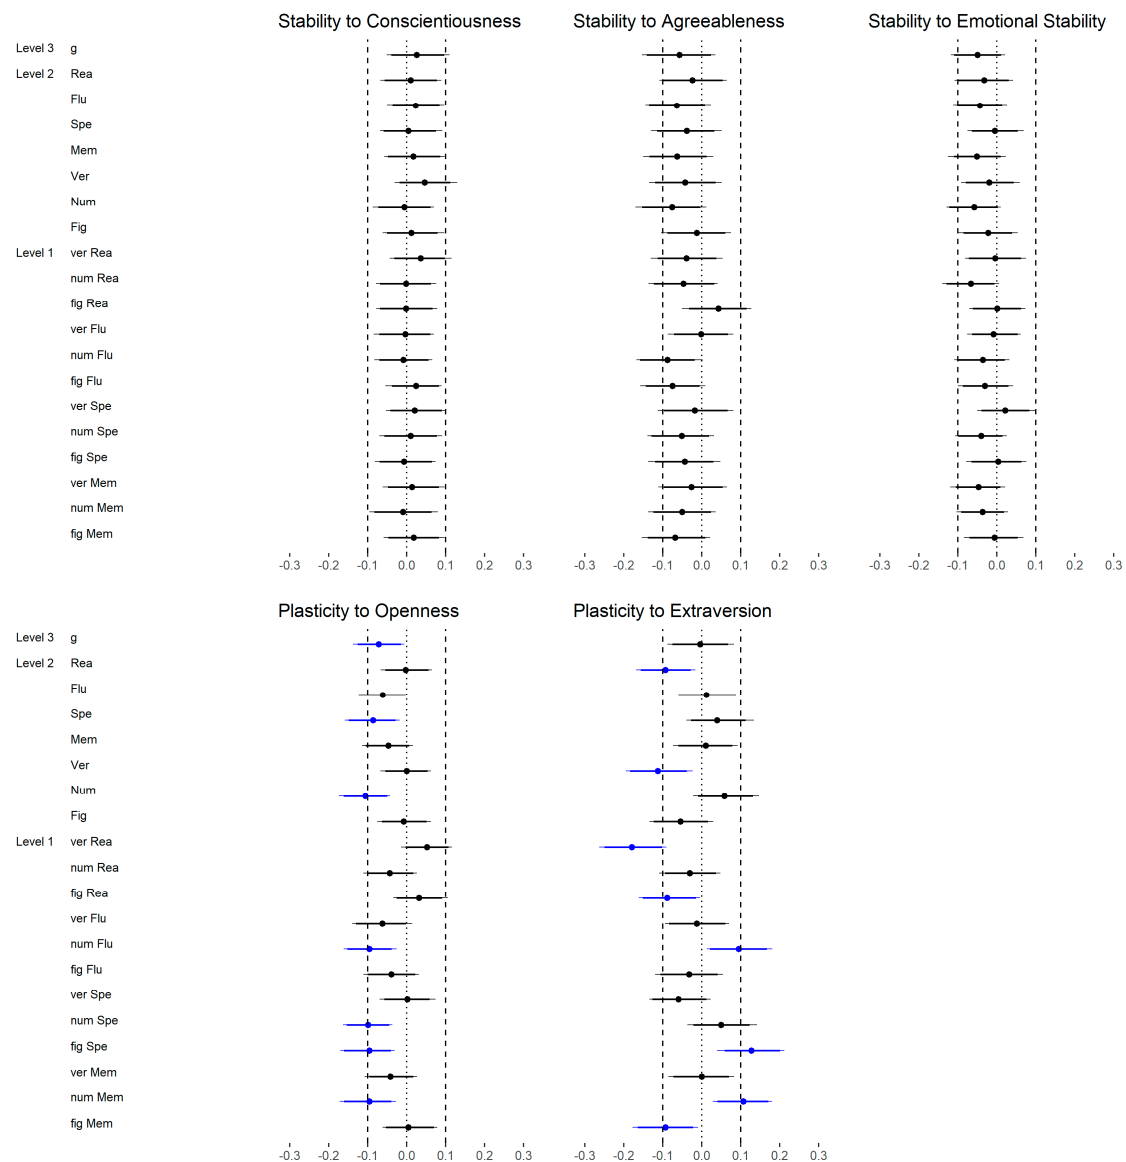 Stability to Conscientiousness Stability to Agreeableness Stability to Emotional Stability
Level 3 g
Level 2 Rea
Flu
Spe
Mem
Ver
Num
Fig
Level 1 ver Rea
num Rea
fig Rea
ver Flu
num Flu
fig Flu
ver Spe
num Spe
fig Spe
ver Mem
num Mem
fig Mem
-0.3 -0.2 -0.1 0.0 0.1 0.2 0.3 -0.3 -0.2 -0.1 0.0 0.1 0.2 0.3 -0.3 -0.2 -0.1 0.0 0.1 0.2 0.3
Plasticity to Openness Plasticity to Extraversion
Level 3 g
Level 2 Rea
Flu
Spe
Mem
Ver
Num
Fig
Level 1 ver Rea
num Rea
fig Rea
ver Flu
num Flu
fig Flu
ver Spe
num Spe
fig Spe
ver Mem
num Mem
fig Mem
-0.3 -0.2 -0.1 0.0 0.1 0.2 0.3 -0.3 -0.2 -0.1 0.0 0.1 0.2 0.3